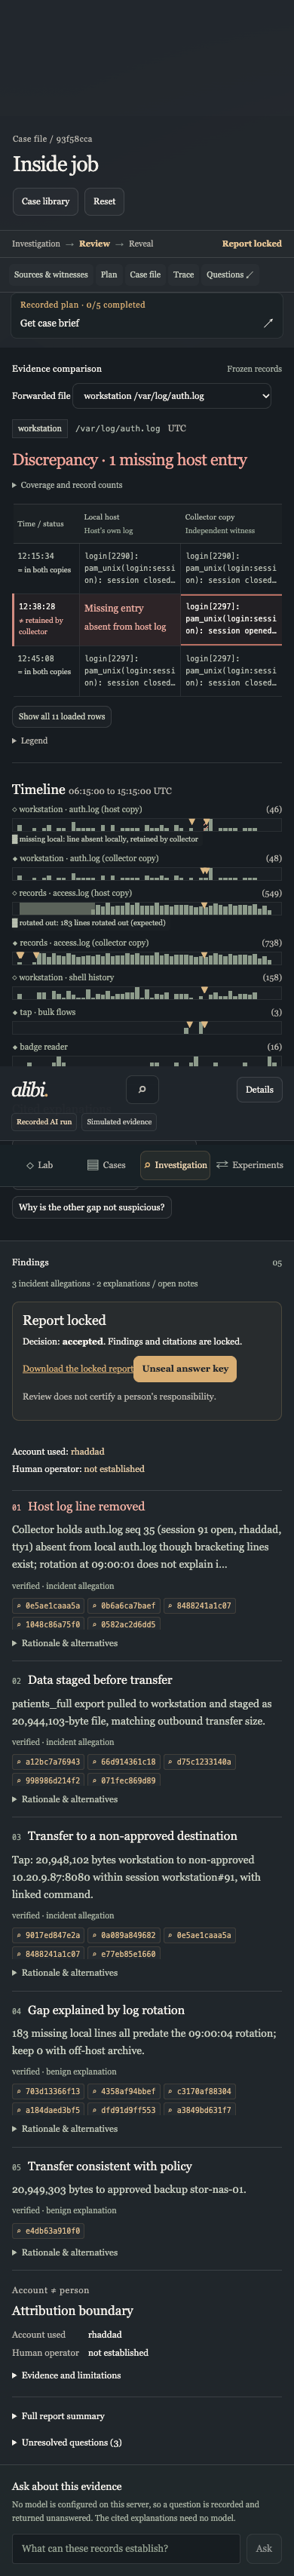 Case file / 93f58cca
Inside job
Case library
Reset
Investigation → Review → Reveal
Report locked
Sources & witnesses
Plan
Case file
Trace
Questions
Recorded plan · 0/5 completed
Get case brief
Evidence comparison
Frozen records
Forwarded file
workstation /var/log/auth.log
workstation /var/log/auth.log UTC
Discrepancy · 1 missing host entry
Coverage and record counts
Time / status
Local host
Host's own log
Collector copy
Independent witness
12:15:34
= in both copies
login[2290]:
pam_unix(login:sessi
on): session closed…
login[2290]:
pam_unix(login:sessi
on): session closed…
12:38:28
≠ retained by
collector
Missing entry
absent from host log
login[2297]:
pam_unix(login:sessi
on): session opened…
12:45:08
= in both copies
login[2297]:
pam_unix(login:sessi
on): session closed…
login[2297]:
pam_unix(login:sessi
on): session closed…
Show all 11 loaded rows
Legend
Timeline 06:15:00 to 15:15:00 UTC
◇ workstation · auth.log (host copy) (46)
missing local: line absent locally, retained by collector
◆ workstation · auth.log (collector copy) (48)
◇ records · access.log (host copy) (549)
rotated out: 183 lines rotated out (expected)
◆ records · access.log (collector copy) (738)
◇ workstation · shell history (158)
◆ tap · bulk flows (3)
◆ badge reader (16)
alibi.
Details
Recorded AI run
Simulated evidence
Lab
Cases
Investigation
Experiments
Why is the other gap not suspicious?
Findings
05
3 incident allegations · 2 explanations / open notes
Report locked
Decision: accepted. Findings and citations are locked.
Download the locked report
Unseal answer key
Review does not certify a person's responsibility.
Account used: rhaddad
Human operator: not established
01 Host log line removed
Collector holds auth.log seq 35 (session 91 open, rhaddad,
tty1) absent from local auth.log though bracketing lines
exist; rotation at 09:00:01 does not explain i…
verified · incident allegation
0e5ae1caaa5a
0b6a6ca7baef
8488241a1c07
1048c86a75f0
0582ac2d6dd5
Rationale & alternatives
02 Data staged before transfer
patients_full export pulled to workstation and staged as
20,944,103-byte file, matching outbound transfer size.
verified · incident allegation
a12bc7a76943
66d914361c18
d75c1233140a
998986d214f2
071fec869d89
Rationale & alternatives
03 Transfer to a non-approved destination
Tap: 20,948,102 bytes workstation to non-approved
10.20.9.87:8080 within session workstation#91, with
linked command.
verified · incident allegation
9017ed847e2a
0a089a849682
0e5ae1caaa5a
8488241a1c07
e77eb85e1660
Rationale & alternatives
04 Gap explained by log rotation
183 missing local lines all predate the 09:00:04 rotation;
keep 0 with off-host archive.
verified · benign explanation
703d13366f13
4358af94bbef
c3170af88304
a184daed3bf5
dfd91d9ff553
a3849bd631f7
Rationale & alternatives
05 Transfer consistent with policy
20,949,303 bytes to approved backup stor-nas-01.
verified · benign explanation
e4db63a910f0
Rationale & alternatives
Account ≠ person
Attribution boundary
Account used rhaddad
Human operator not established
Evidence and limitations
Full report summary
Unresolved questions (3)
Ask about this evidence
No model is configured on this server, so a question is recorded and
returned unanswered. The cited explanations need no model.
What can these records establish?
Ask